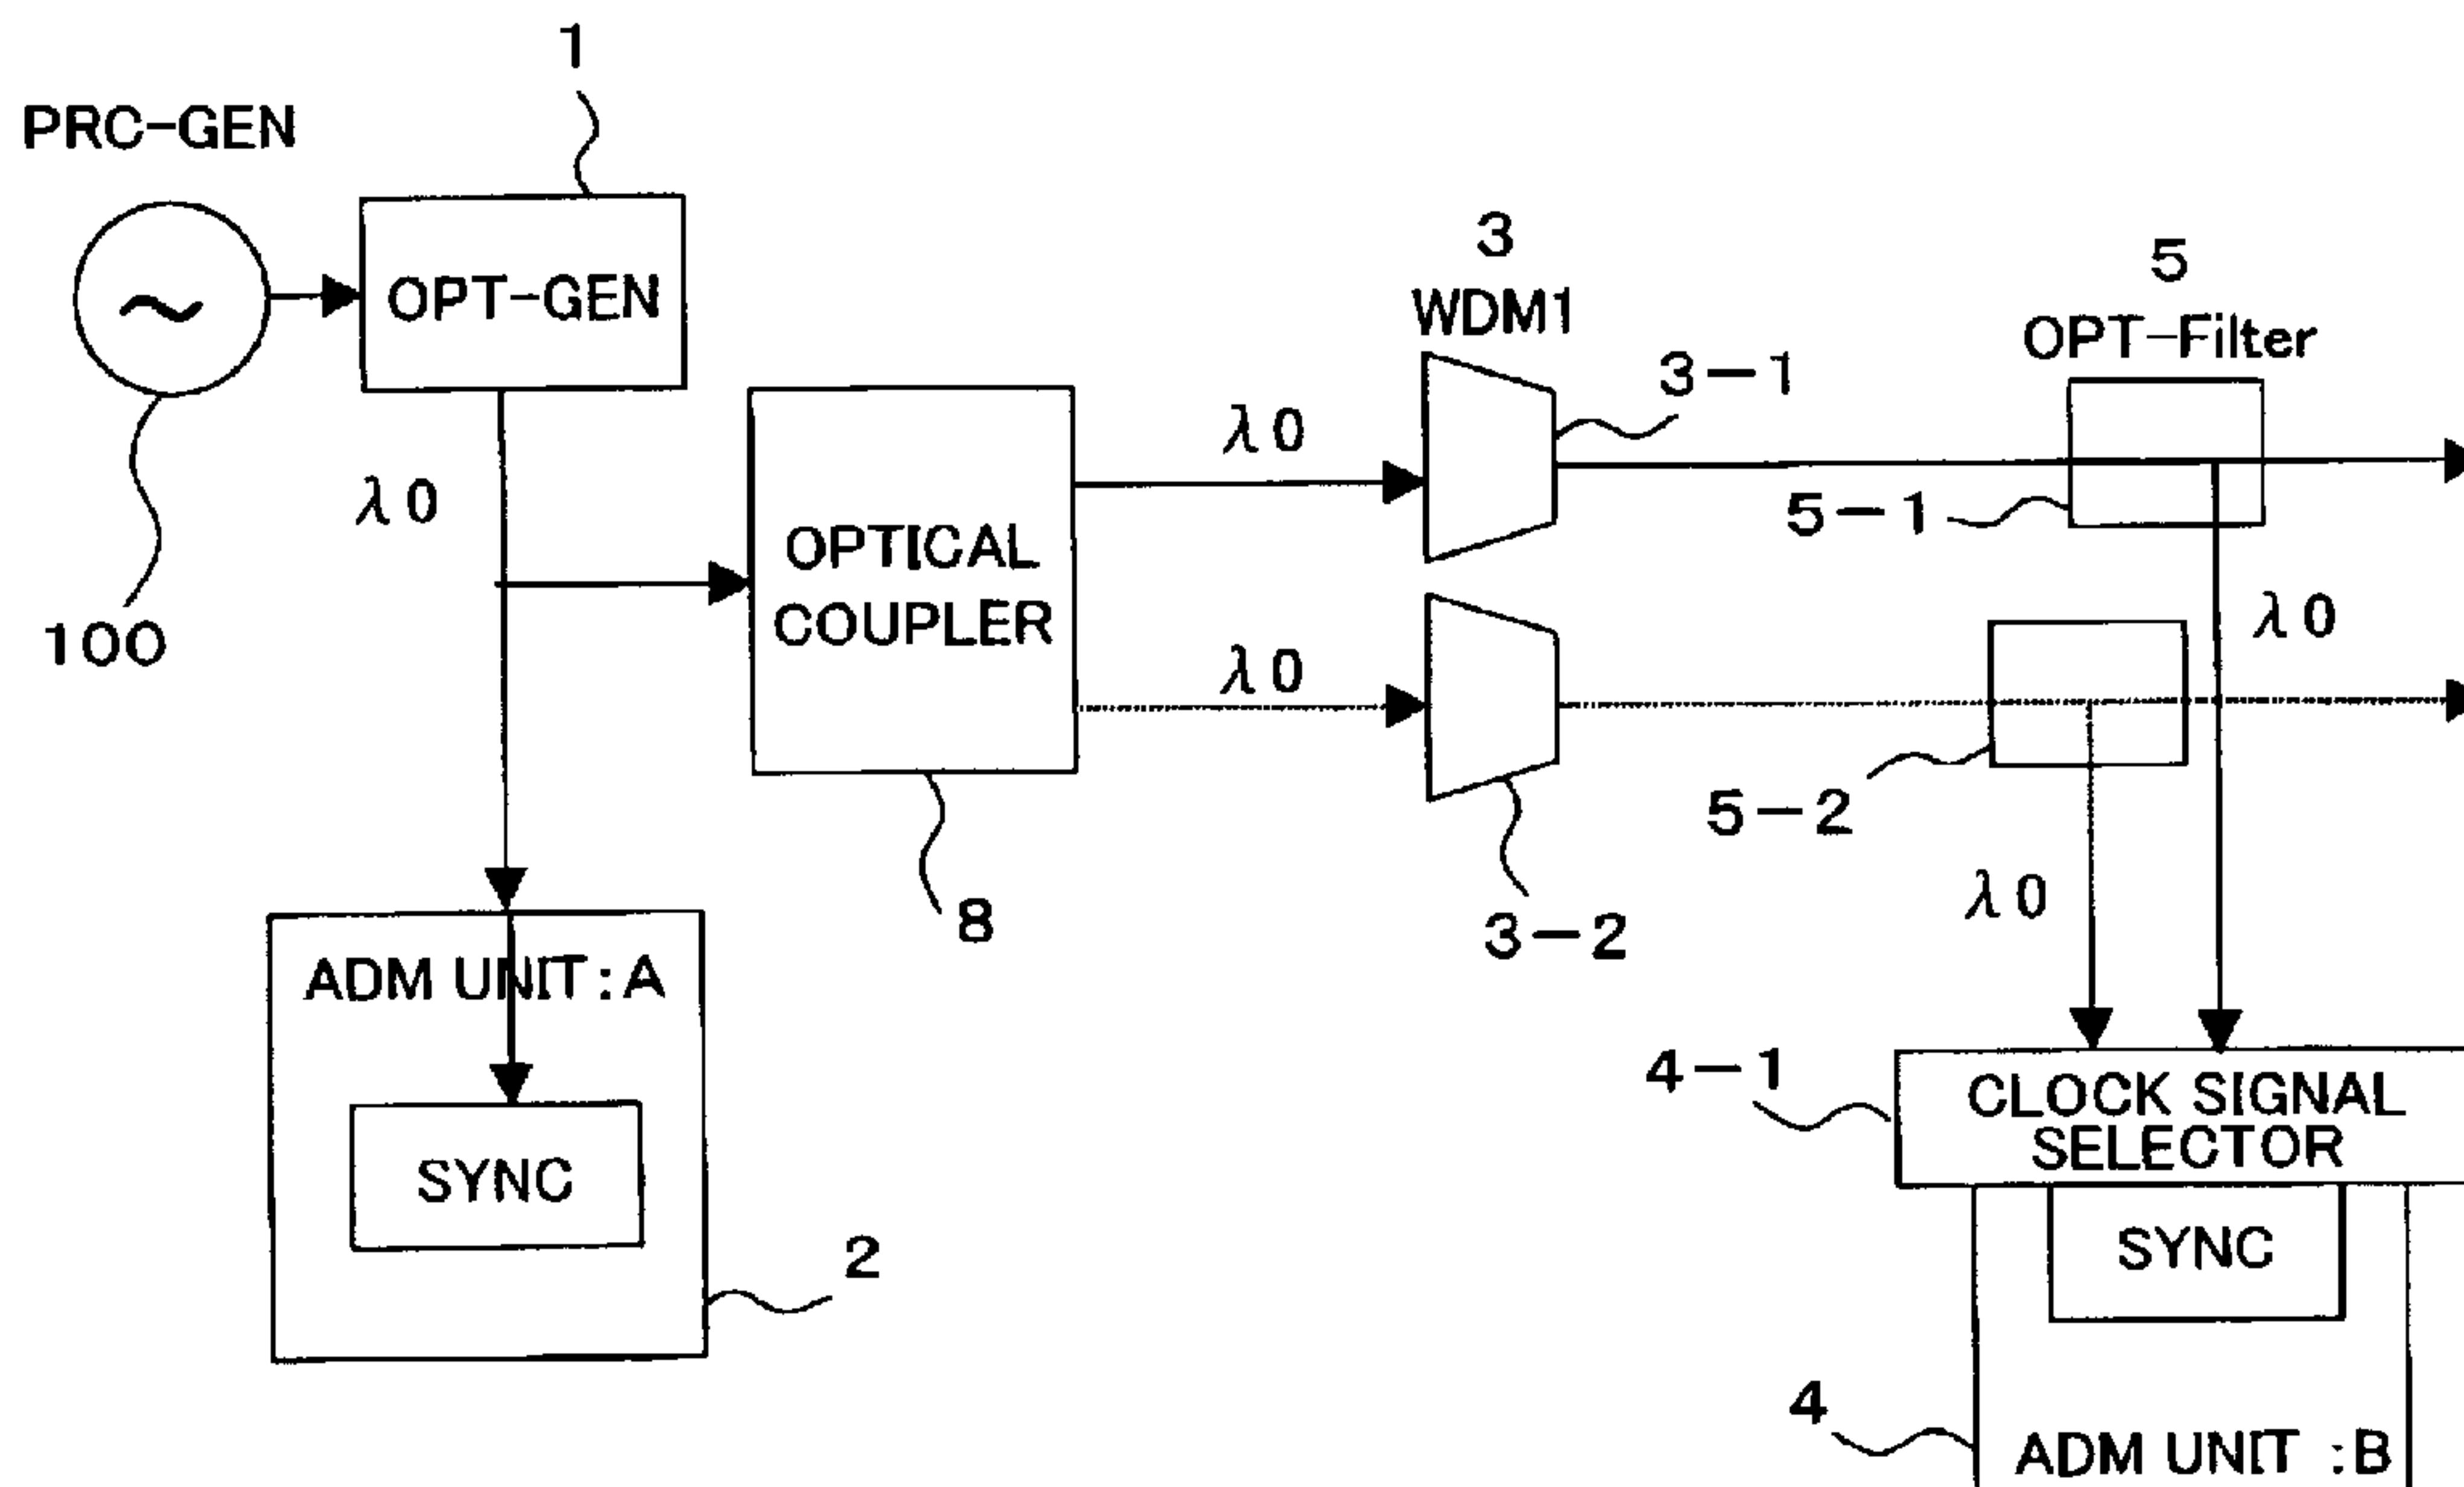 1
PRC-GEN
OPT-GEN
100
λ0
OPTICAL
COUPLER
8
λ0
λ0
3
WDM1
3-1
3-2
5
OPT-Filter
5-1
5-2
λ0
λ0
ADM UNIT:A
SYNC
2
4-1
CLOCK SIGNAL
SELECTOR
SYNC
4
ADM UNIT :B